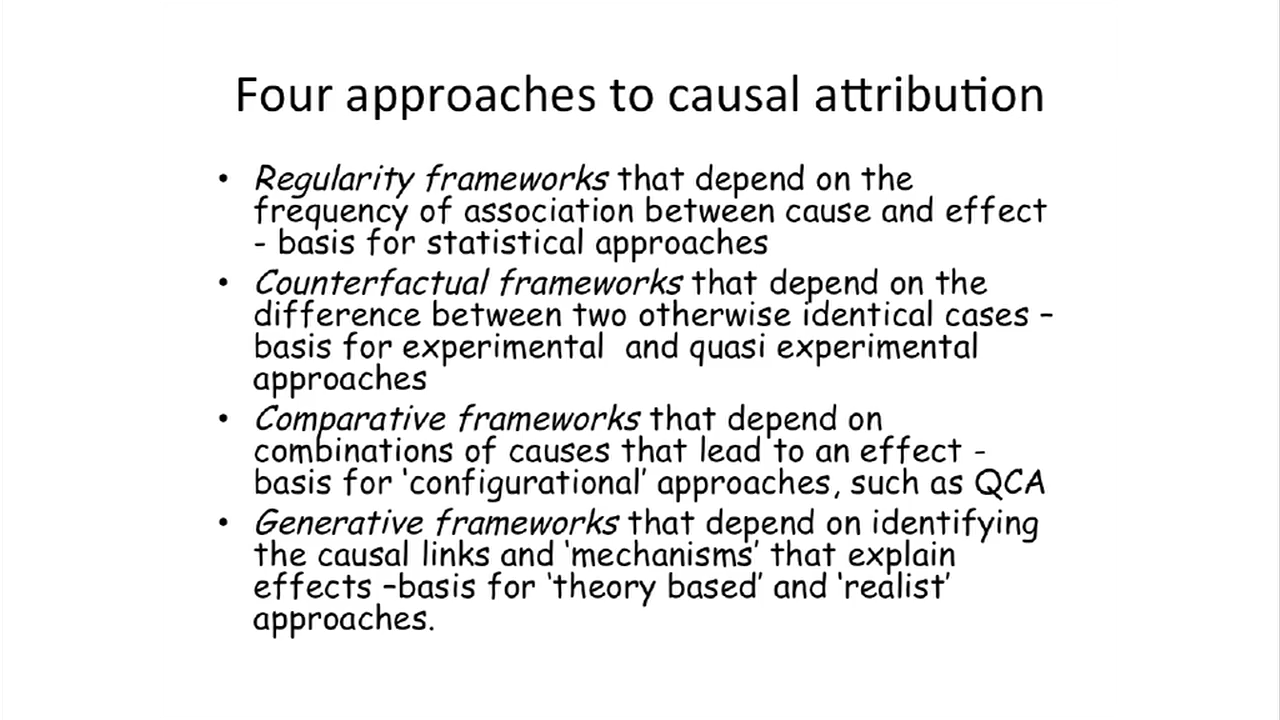 Four approaches to causal attribution
• Regularity frameworks that depend on the
frequency of association between cause and effect
- basis for statistical approaches
• Counterfactual frameworks that depend on the
difference between two otherwise identical cases –
basis for experimental  and quasi experimental
approaches
• Comparative frameworks that depend on
combinations of causes that lead to an effect -
basis for ‘configurational’ approaches, such as QCA
• Generative frameworks that depend on identifying
the causal links and ‘mechanisms’ that explain
effects –basis for ‘theory based’ and ‘realist’
approaches.